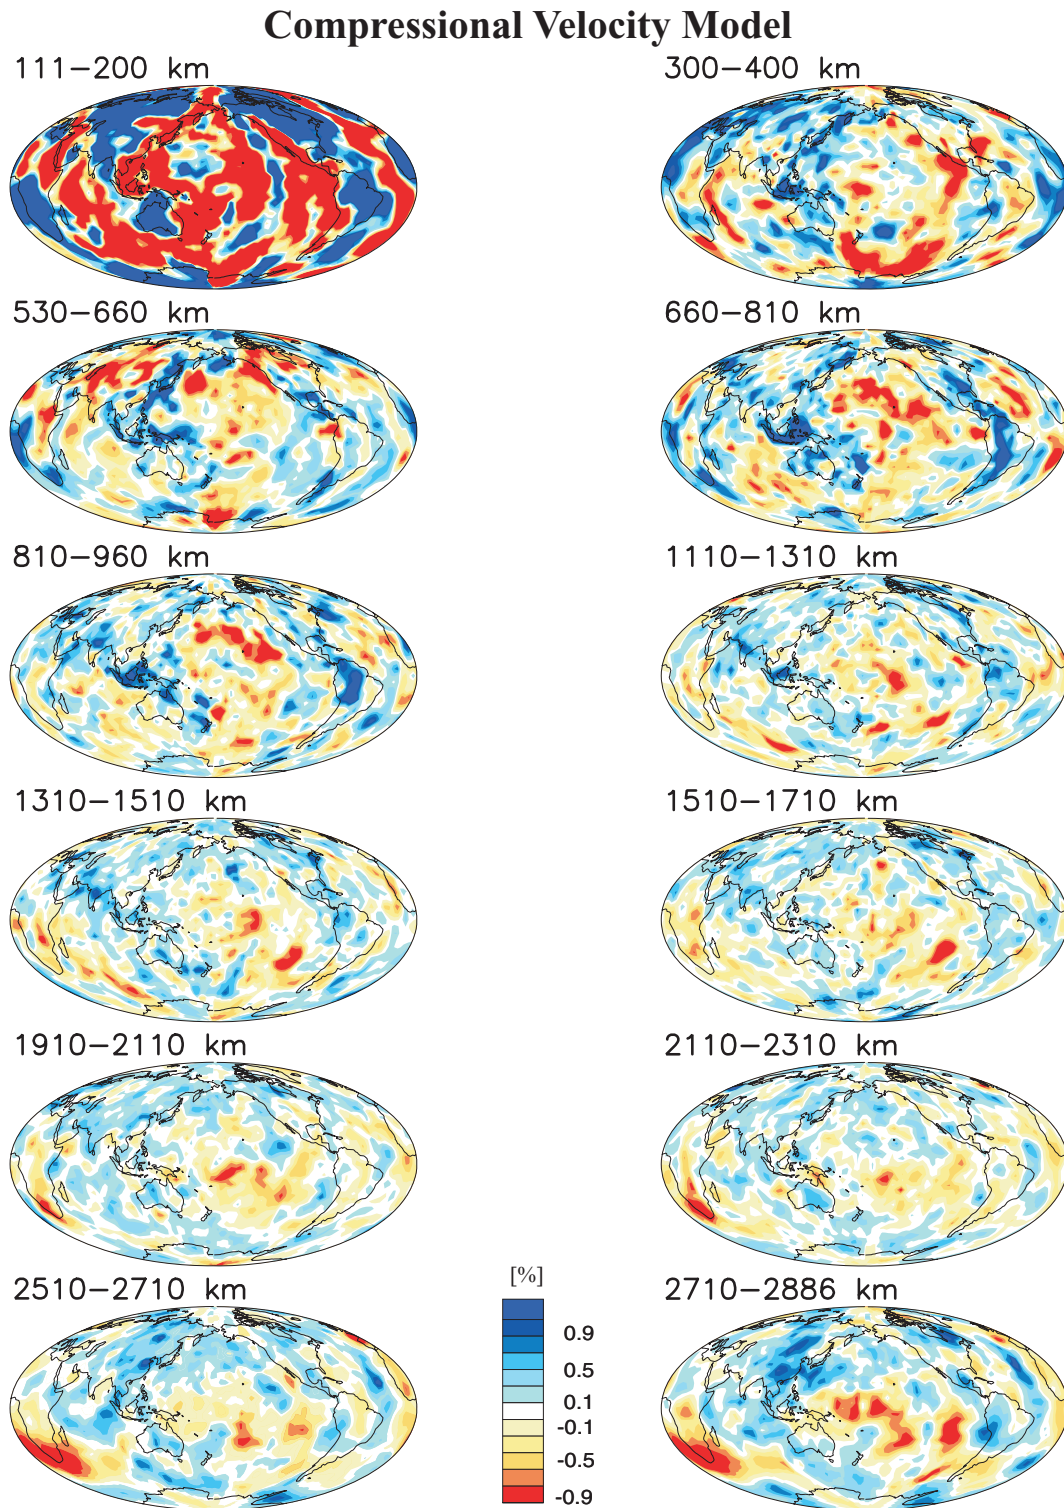 Compressional Velocity Model
111–200 km
300–400 km
530–660 km
660–810 km
810–960 km
1110–1310 km
1310–1510 km
1510–1710 km
1910–2110 km
2110–2310 km
2510–2710 km
[%]
2710–2886 km
0.9
0.5
0.1
-0.1
-0.5
-0.9